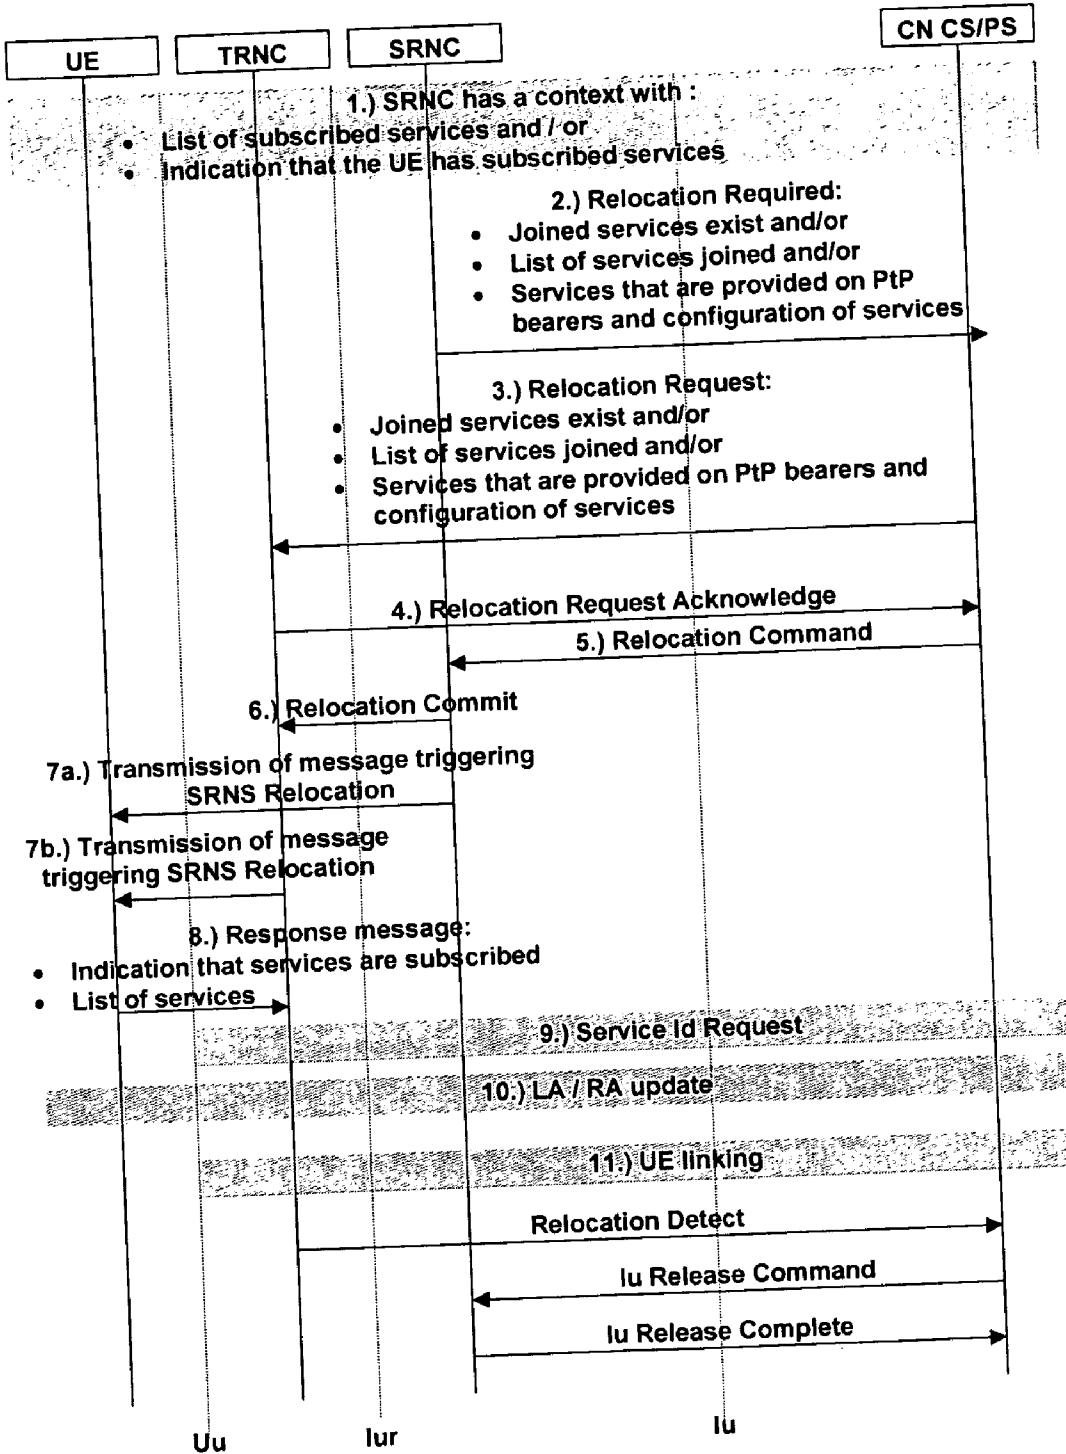 UE
TRNC
SRNC
CN CS/PS
1.) SRNC has a context with :
• List of subscribed services and / or
• Indication that the UE has subscribed services
2.) Relocation Required:
• Joined services exist and/or
• List of services joined and/or
• Services that are provided on PtP
bearers and configuration of services
3.) Relocation Request:
• Joined services exist and/or
• List of services joined and/or
• Services that are provided on PtP bearers and
configuration of services
4.) Relocation Request Acknowledge
5.) Relocation Command
6.) Relocation Commit
7a.) Transmission of message triggering
SRNS Relocation
7b.) Transmission of message
triggering SRNS Relocation
8.) Response message:
• Indication that services are subscribed
• List of services
9.) Service Id Request
10.) LA / RA update
11.) UE linking
Relocation Detect
Iu Release Command
Iu Release Complete
Uu
Iur
Iu